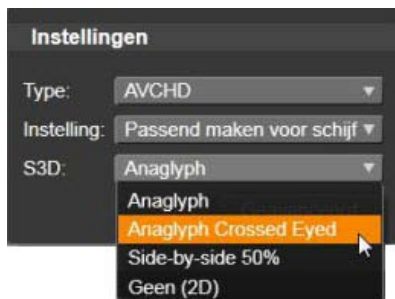 Instellingen
Type: AVCHD
Instelling: Passend maken voor schijf
S3D: Anaglyph
Anaglyph
Anaglyph Crossed Eyed
Side-by-side 50%
Geen (2D)